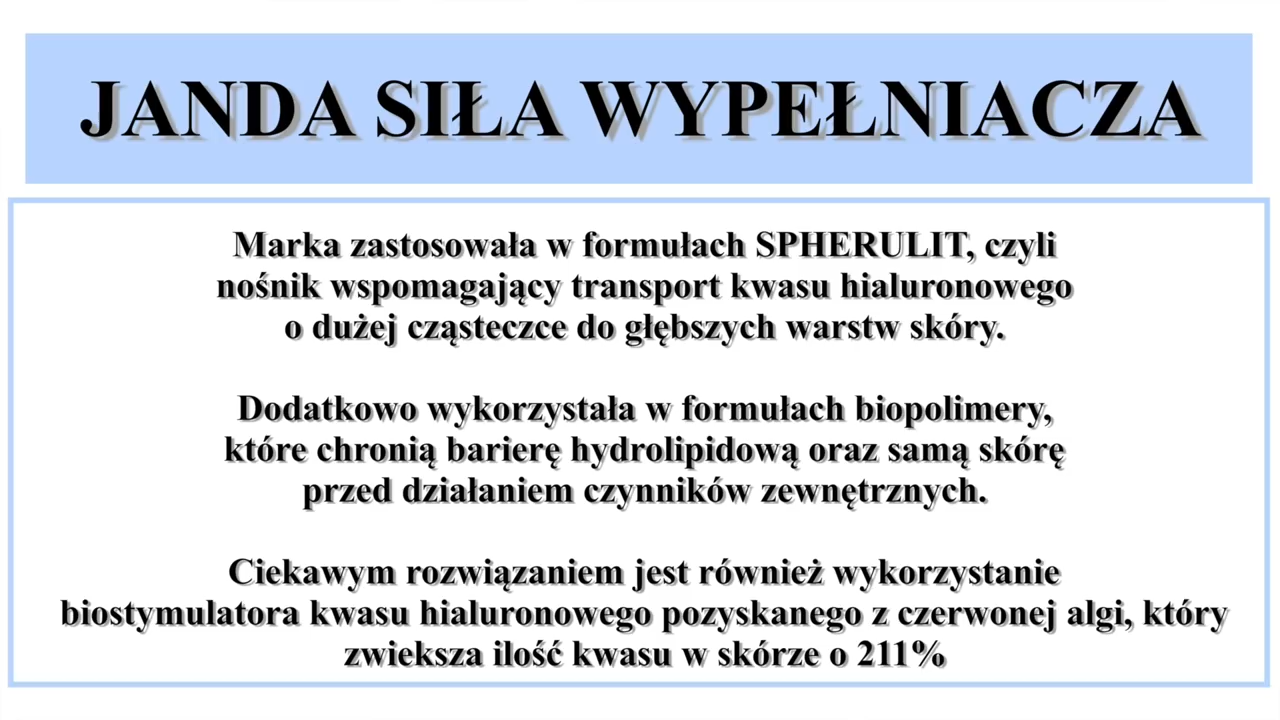 JANDA SIŁA WYPEŁNIACZA
Marka zastosowała w formułach SPHERULIT, czyli
nośnik wspomagający transport kwasu hialuronowego
o dużej cząsteczce do głębszych warstw skóry.
Dodatkowo wykorzystała w formułach biopolimery,
które chronią barierę hydrolipidową oraz samą skórę
przed działaniem czynników zewnętrznych.
Ciekawym rozwiązaniem jest również wykorzystanie
biostymulatora kwasu hialuronowego pozyskanego z czerwonej algi, który
zwieksza ilość kwasu w skórze o 211%